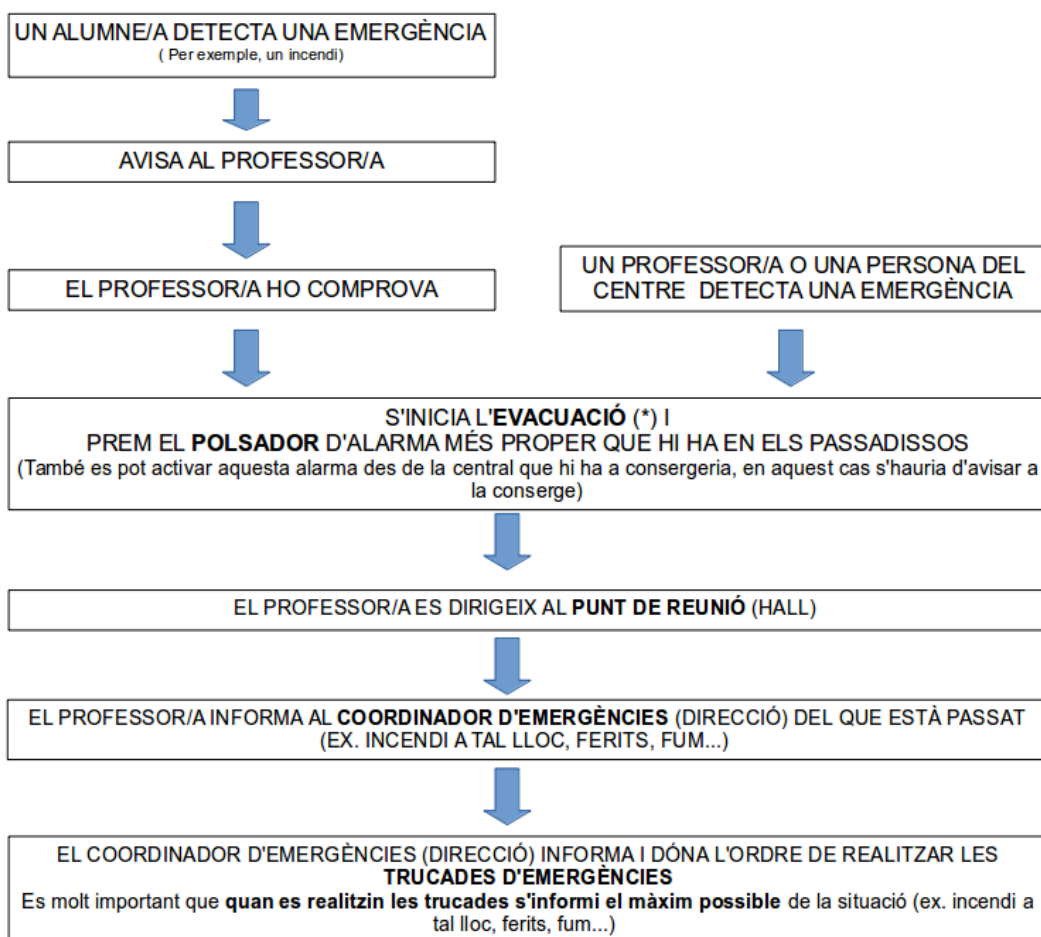 UN ALUMNE/A DETECTA UNA EMERGÈNCIA
( Per exemple, un incendi)
AVISA AL PROFESSOR/A
EL PROFESSOR/A HO COMPROVA
UN PROFESSOR/A O UNA PERSONA DEL
CENTRE DETECTA UNA EMERGÈNCIA
S'INICIA L'EVACUACIÓ (*) I
PREM EL POLSADOR D'ALARMA MÉS PROPER QUE HI HA EN ELS PASSADISSOS
(També es pot activar aquesta alarma des de la central que hi ha a consergeria, en aquest cas s'hauria d'avisar a
la conserge)
EL PROFESSOR/A ES DIRIGEIX AL PUNT DE REUNIÓ (HALL)
EL PROFESSOR/A INFORMA AL COORDINADOR D'EMERGÈNCIES (DIRECCIÓ) DEL QUE ESTÀ PASSAT
(EX. INCENDI A TAL LLOC, FERITS, FUM...)
EL COORDINADOR D'EMERGÈNCIES (DIRECCIÓ) INFORMA I DÓNA L'ORDRE DE REALITZAR LES
TRUCADES D'EMERGÈNCIES
Es molt important que quan es realitzin les trucades s'informi el màxim possible de la situació (ex. incendi a
tal lloc, ferits, fum...)